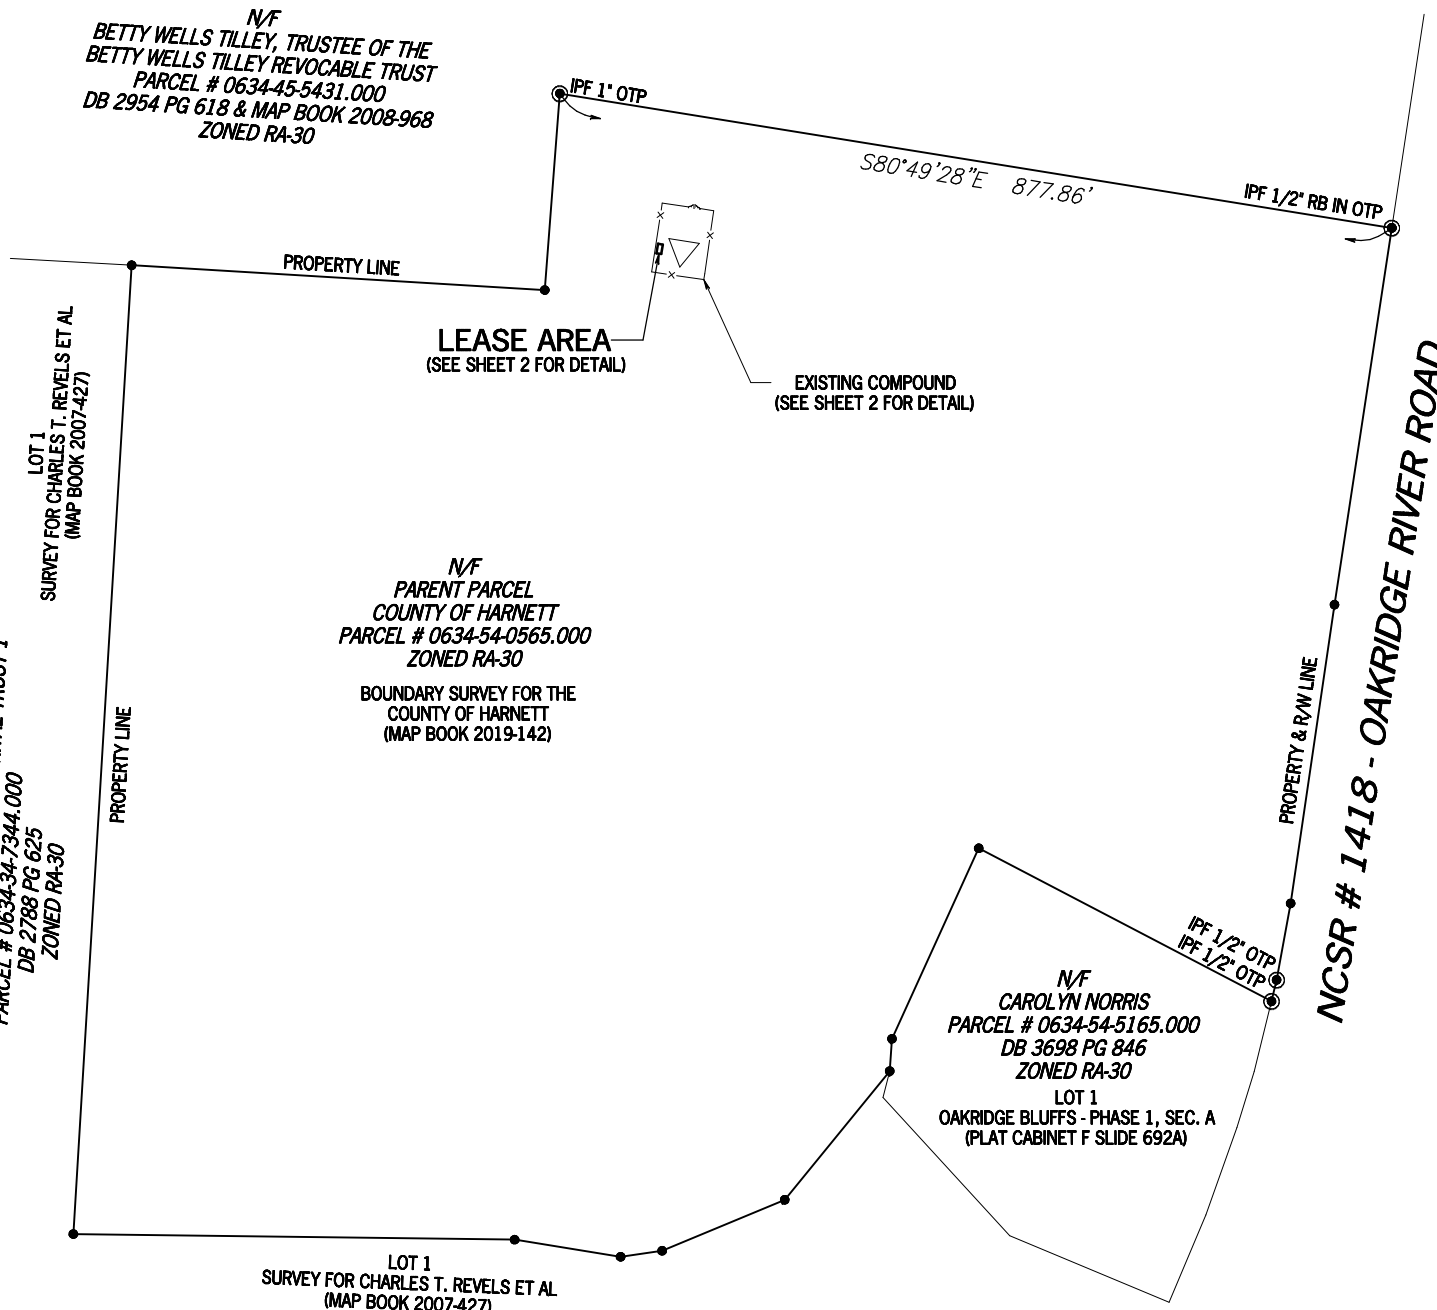 N/F
BETTY WELLS TILLEY, TRUSTEE OF THE
BETTY WELLS TILLEY REVOCABLE TRUST
PARCEL # 0634-45-5431.000
DB 2954 PG 618 & MAP BOOK 2008-968
ZONED RA-30
IPF 1" OTP
S80°49'28"E 877.86'
IPF 1/2" RB IN OTP
PROPERTY LINE
LEASE AREA
(SEE SHEET 2 FOR DETAIL)
EXISTING COMPOUND
(SEE SHEET 2 FOR DETAIL)
LOT 1
SURVEY FOR CHARLES T. REVELS ET AL
(MAP BOOK 2007-427)
N/F
PARENT PARCEL
COUNTY OF HARNETT
PARCEL # 0634-54-0565.000
ZONED RA-30
BOUNDARY SURVEY FOR THE
COUNTY OF HARNETT
(MAP BOOK 2019-142)
PROPERTY LINE
PARCEL # 0634-34-7344.000
DB 2788 PG 625
ZONED RA-30
PROPERTY & R/W LINE
NCSR # 1418 - OAKRIDGE RIVER ROAD
IPF 1/2" OTP
IPF 1/2" OTP
N/F
CAROLYN NORRIS
PARCEL # 0634-54-5165.000
DB 3698 PG 846
ZONED RA-30
LOT 1
OAKRIDGE BLUFFS - PHASE 1, SEC. A
(PLAT CABINET F SLIDE 692A)
LOT 1
SURVEY FOR CHARLES T. REVELS ET AL
(MAP BOOK 2007-427)